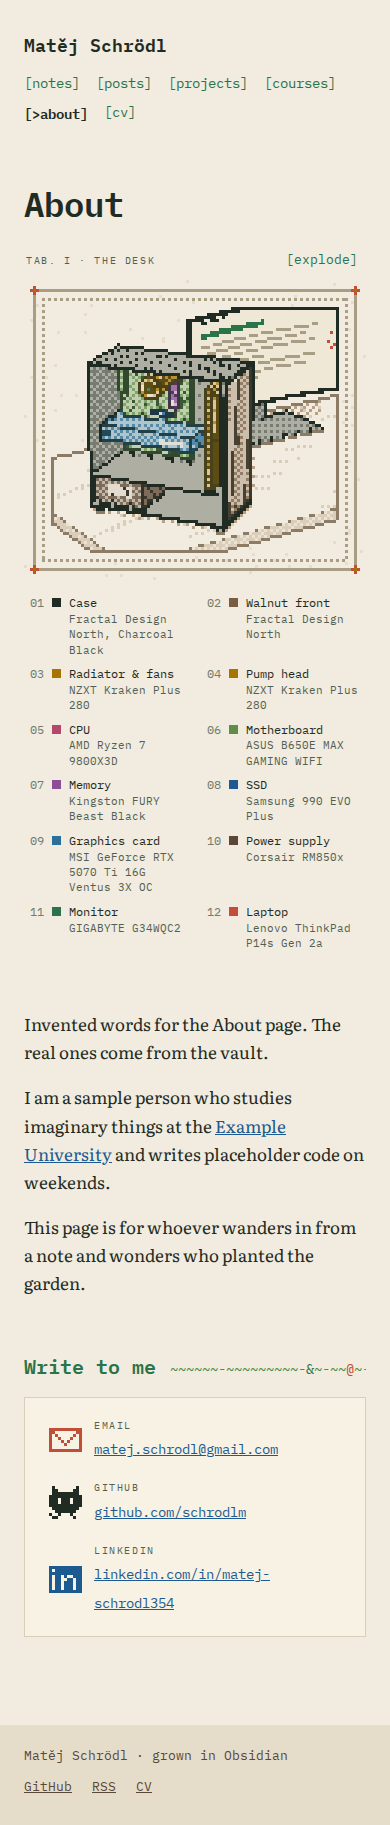 Matěj Schrödl
[notes] [posts] [projects] [courses]
[>about] [cv]
About
TAB. I · THE DESK
[explode]
01 Case
Fractal Design
North, Charcoal
Black
02 Walnut front
Fractal Design
North
03 Radiator & fans
NZXT Kraken Plus
280
04 Pump head
NZXT Kraken Plus
280
05 CPU
AMD Ryzen 7
9800X3D
06 Motherboard
ASUS B650E MAX
GAMING WIFI
07 Memory
Kingston FURY
Beast Black
08 SSD
Samsung 990 EVO
Plus
09 Graphics card
MSI GeForce RTX
5070 Ti 16G
Ventus 3X OC
10 Power supply
Corsair RM850x
11 Monitor
GIGABYTE G34WQC2
12 Laptop
Lenovo ThinkPad
P14s Gen 2a
Invented words for the About page. The
real ones come from the vault.
I am a sample person who studies
imaginary things at the Example
University and writes placeholder code on
weekends.
This page is for whoever wanders in from
a note and wonders who planted the
garden.
Write to me ~~~~~~-~~~~~~~~~-&~-~~@~·
EMAIL
matej.schrodl@gmail.com
GITHUB
github.com/schrodlm
in
LINKEDIN
linkedin.com/in/matej-
schrodl354
Matěj Schrödl · grown in Obsidian
GitHub RSS CV